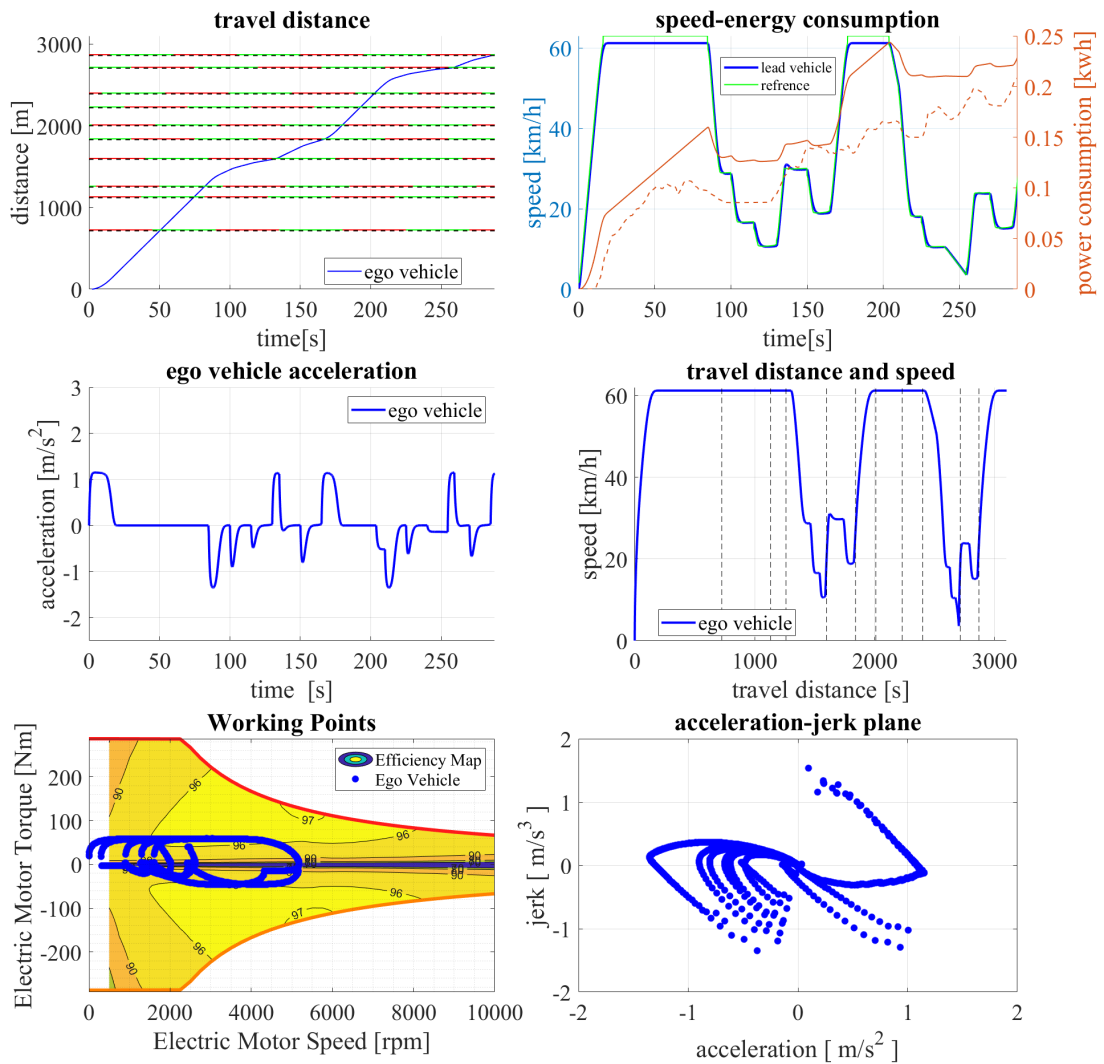 travel distance
3000
2000
1000
0
distance [m]
ego vehicle
0 50 100 150 200 250
time[s]
speed-energy consumption
60
40
20
0
speed [km/h]
lead vehicle
refrence
0.25
0.2
0.15
0.1
0.05
0
power consumption [kwh]
0 50 100 150 200 250
time[s]
ego vehicle acceleration
3
2
1
0
-1
-2
acceleration [m/s²]
ego vehicle
0 50 100 150 200 250
time [s]
travel distance and speed
60
40
20
0
speed [km/h]
ego vehicle
0 1000 2000 3000
travel distance [s]
Working Points
200
100
0
-100
-200
Electric Motor Torque [Nm]
Efficiency Map
Ego Vehicle
90
96
97
96
96
90
90
90
96
96
97
96
90
0 2000 4000 6000 8000 10000
Electric Motor Speed [rpm]
acceleration-jerk plane
2
1
0
-1
-2
jerk [ m/s³]
-2 -1 0 1 2
acceleration [ m/s²]